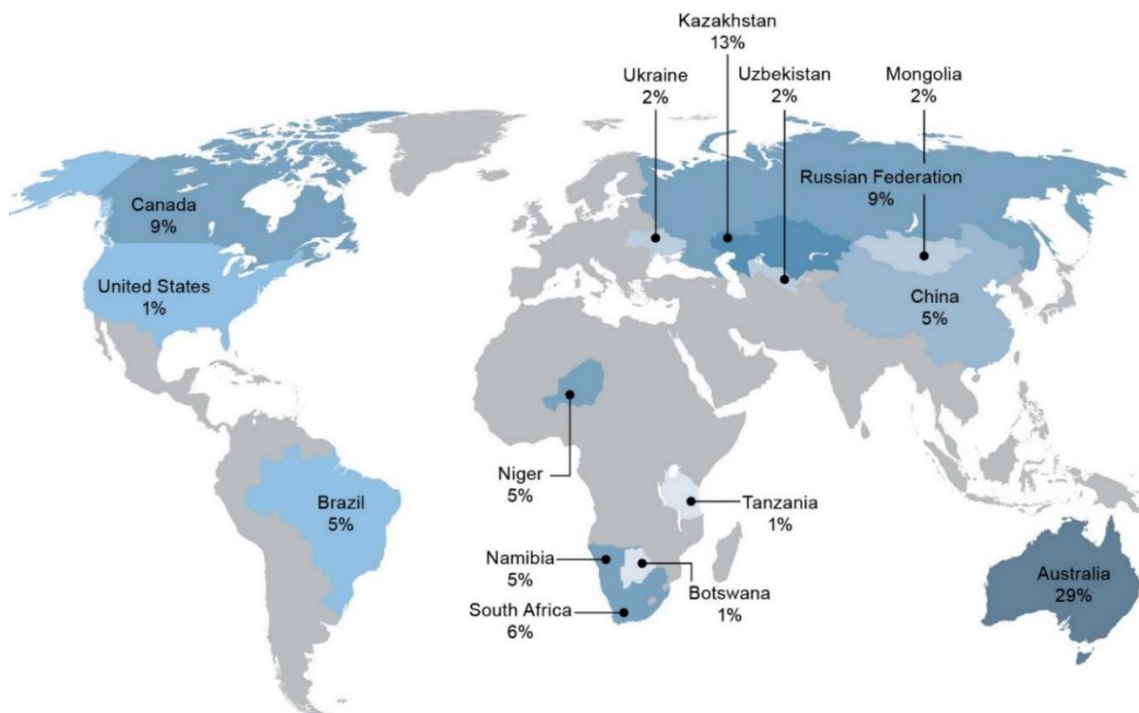 Kazakhstan
13%
Ukraine
2%
Uzbekistan
2%
Mongolia
2%
Russian Federation
9%
Canada
9%
United States
1%
China
5%
Niger
5%
Brazil
5%
Tanzania
1%
Namibia
5%
Botswana
1%
South Africa
6%
Australia
29%